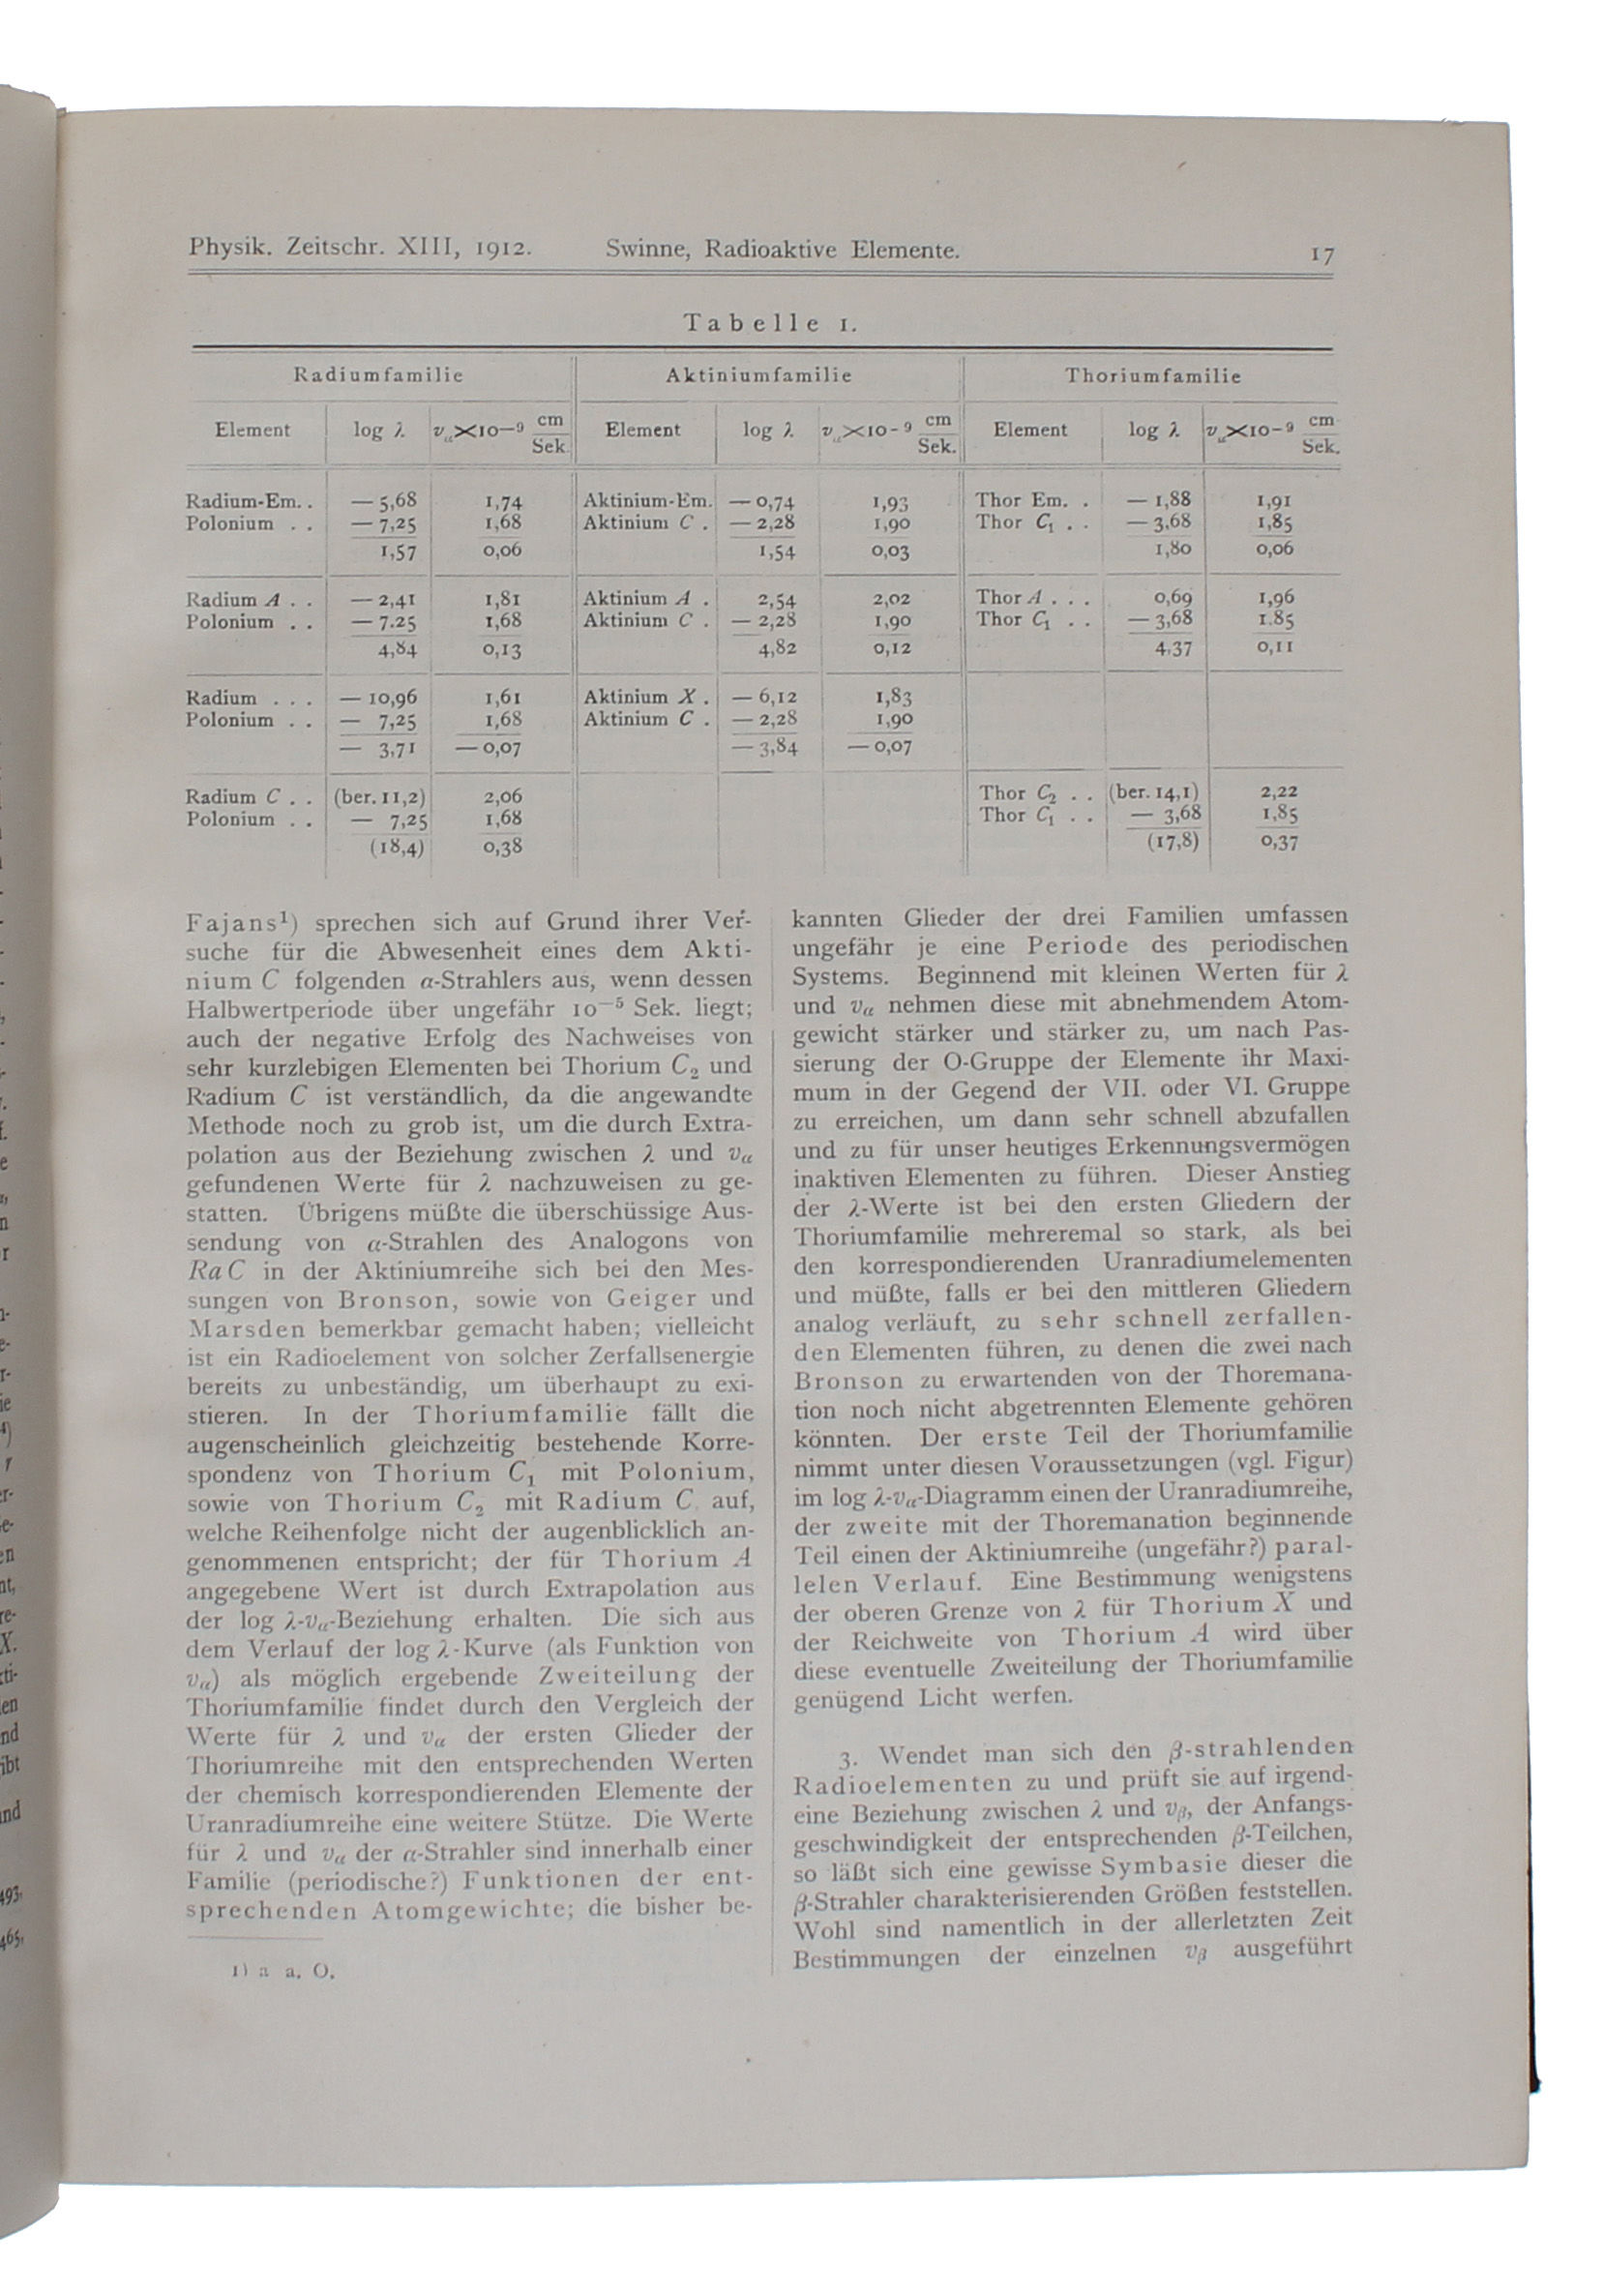 Physik. Zeitschr. XIII, 1912. Swinne, Radioaktive Elemente. 17
Tabelle 1.
Radiumfamilie Aktiniumfamilie Thoriumfamilie
Element log λ vα×10−9 cm/Sek. Element log λ vα×10-9 cm/Sek. Element log λ vα×10-9 cm/Sek.
Radium-Em. . — 5,68 1,74 Aktinium-Em. — 0,74 1,93 Thor Em. . — 1,88 1,91
Polonium . . — 7,25 1,68 Aktinium C . — 2,28 1,90 Thor C1 . . — 3,68 1,85
1,57 0,06 1,54 0,03 1,80 0,06
Radium A . . — 2,41 1,81 Aktinium A . 2,54 2,02 Thor A . . . 0,69 1,96
Polonium . . — 7.25 1,68 Aktinium C . — 2,28 1,90 Thor C1 . . — 3,68 1.85
4,84 0,13 4,82 0,12 4,37 0,11
Radium . . . — 10,96 1,61 Aktinium X . — 6,12 1,83
Polonium . . — 7,25 1,68 Aktinium C . — 2,28 1,90
— 3,71 — 0,07 — 3,84 — 0,07
Radium C . . (ber. 11,2) 2,06 Thor C2 . . (ber. 14,1) 2,22
Polonium . . — 7,25 1,68 Thor C1 . . — 3,68 1,85
(18,4) 0,38 (17,8) 0,37
Fajans1) sprechen sich auf Grund ihrer Ver-
suche für die Abwesenheit eines dem Akti-
nium C folgenden α-Strahlers aus, wenn dessen
Halbwertperiode über ungefähr 10−5 Sek. liegt;
auch der negative Erfolg des Nachweises von
sehr kurzlebigen Elementen bei Thorium C2 und
Radium C ist verständlich, da die angewandte
Methode noch zu grob ist, um die durch Extra-
polation aus der Beziehung zwischen λ und vα
gefundenen Werte für λ nachzuweisen zu ge-
statten. Übrigens müßte die überschüssige Aus-
sendung von α-Strahlen des Analogons von
Ra C in der Aktiniumreihe sich bei den Mes-
sungen von Bronson, sowie von Geiger und
Marsden bemerkbar gemacht haben; vielleicht
ist ein Radioelement von solcher Zerfallsenergie
bereits zu unbeständig, um überhaupt zu exi-
stieren. In der Thoriumfamilie fällt die
augenscheinlich gleichzeitig bestehende Korre-
spondenz von Thorium C1 mit Polonium,
sowie von Thorium C2 mit Radium C auf,
welche Reihenfolge nicht der augenblicklich an-
genommenen entspricht; der für Thorium A
angegebene Wert ist durch Extrapolation aus
der log λ-vα-Beziehung erhalten. Die sich aus
dem Verlauf der log λ-Kurve (als Funktion von
vα) als möglich ergebende Zweiteilung der
Thoriumfamilie findet durch den Vergleich der
Werte für λ und vα der ersten Glieder der
Thoriumreihe mit den entsprechenden Werten
der chemisch korrespondierenden Elemente der
Uranradiumreihe eine weitere Stütze. Die Werte
für λ und vα der α-Strahler sind innerhalb einer
Familie (periodische?) Funktionen der ent-
sprechenden Atomgewichte; die bisher be-
1) a a. O.
kannten Glieder der drei Familien umfassen
ungefähr je eine Periode des periodischen
Systems. Beginnend mit kleinen Werten für λ
und vα nehmen diese mit abnehmendem Atom-
gewicht stärker und stärker zu, um nach Pas-
sierung der O-Gruppe der Elemente ihr Maxi-
mum in der Gegend der VII. oder VI. Gruppe
zu erreichen, um dann sehr schnell abzufallen
und zu für unser heutiges Erkennungsvermögen
inaktiven Elementen zu führen. Dieser Anstieg
der λ-Werte ist bei den ersten Gliedern der
Thoriumfamilie mehreremal so stark, als bei
den korrespondierenden Uranradiumelementen
und müßte, falls er bei den mittleren Gliedern
analog verläuft, zu sehr schnell zerfallen-
den Elementen führen, zu denen die zwei nach
Bronson zu erwartenden von der Thoremana-
tion noch nicht abgetrennten Elemente gehören
könnten. Der erste Teil der Thoriumfamilie
nimmt unter diesen Voraussetzungen (vgl. Figur)
im log λ-vα-Diagramm einen der Uranradiumreihe,
der zweite mit der Thoremanation beginnende
Teil einen der Aktiniumreihe (ungefähr?) paral-
lelen Verlauf. Eine Bestimmung wenigstens
der oberen Grenze von λ für Thorium X und
der Reichweite von Thorium A wird über
diese eventuelle Zweiteilung der Thoriumfamilie
genügend Licht werfen.
3. Wendet man sich den β-strahlenden
Radioelementen zu und prüft sie auf irgend-
eine Beziehung zwischen λ und vβ, der Anfangs-
geschwindigkeit der entsprechenden β-Teilchen,
so läßt sich eine gewisse Symbasie dieser die
β-Strahler charakterisierenden Größen feststellen.
Wohl sind namentlich in der allerletzten Zeit
Bestimmungen der einzelnen vβ ausgeführt